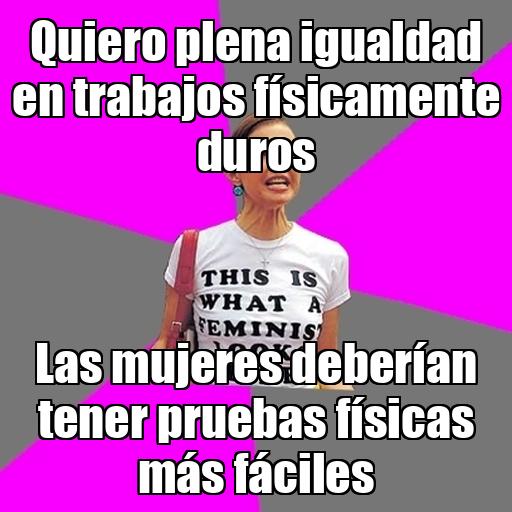 Quiero plena igualdad
en trabajos físicamente
duros
THIS IS
WHAT A
FEMINIST
LOOK
Las mujeres deberían
tener pruebas físicas
más fáciles